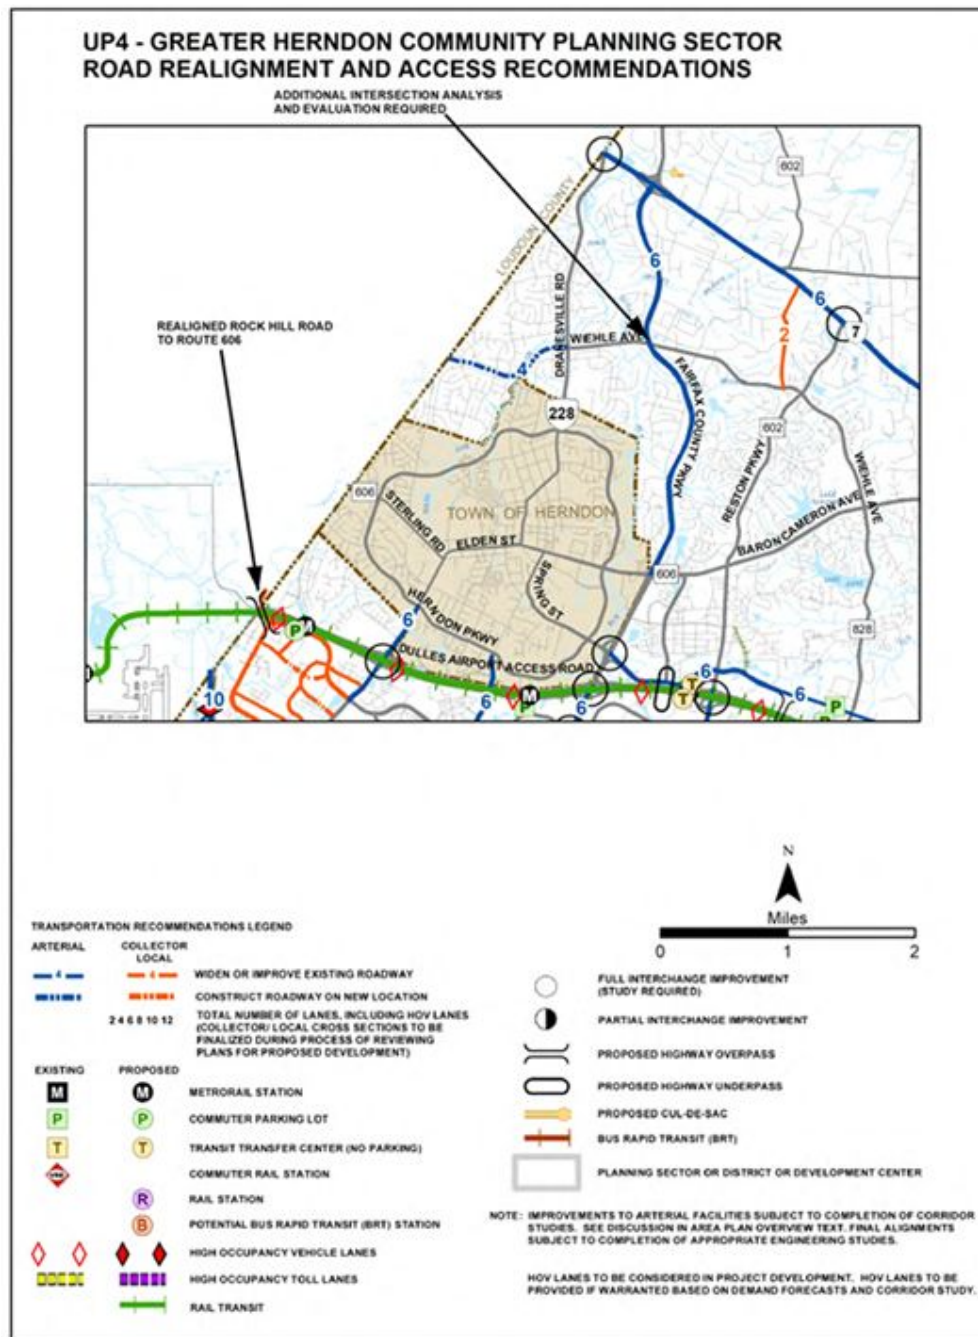 UP4 - GREATER HERNDON COMMUNITY PLANNING SECTOR
ROAD REALIGNMENT AND ACCESS RECOMMENDATIONS
ADDITIONAL INTERSECTION ANALYSIS
AND EVALUATION REQUIRED
602
LOUDOUN COUNTY
6
DRANESVILLE RD
6
REALIGNED ROCK HILL ROAD
TO ROUTE 606
2
7
WIEHLE AVE
4
FAIRFAX COUNTY PKWY
228
602
RESTON PKWY
WIEHLE AVE
606
STERLING RD
TOWN OF HERNDON
BARON CAMERON AVE
ELDEN ST
SPRING ST
606
HERNDON PKWY
6
828
P
M
DULLES AIRPORT ACCESS ROAD
10
6
P
M
6
T
T
6
6
P
N
Miles
0
1
2
TRANSPORTATION RECOMMENDATIONS LEGEND
ARTERIAL
COLLECTOR
LOCAL
4
4
WIDEN OR IMPROVE EXISTING ROADWAY
CONSTRUCT ROADWAY ON NEW LOCATION
2 4 6 8 10 12
TOTAL NUMBER OF LANES, INCLUDING HOV LANES
(COLLECTOR/ LOCAL CROSS SECTIONS TO BE
FINALIZED DURING PROCESS OF REVIEWING
PLANS FOR PROPOSED DEVELOPMENT)
EXISTING
PROPOSED
M
M
METRORAIL STATION
P
P
COMMUTER PARKING LOT
T
T
TRANSIT TRANSFER CENTER (NO PARKING)
VRE
COMMUTER RAIL STATION
R
RAIL STATION
B
POTENTIAL BUS RAPID TRANSIT (BRT) STATION
HIGH OCCUPANCY VEHICLE LANES
HIGH OCCUPANCY TOLL LANES
RAIL TRANSIT
FULL INTERCHANGE IMPROVEMENT
(STUDY REQUIRED)
PARTIAL INTERCHANGE IMPROVEMENT
PROPOSED HIGHWAY OVERPASS
PROPOSED HIGHWAY UNDERPASS
PROPOSED CUL-DE-SAC
BUS RAPID TRANSIT (BRT)
PLANNING SECTOR OR DISTRICT OR DEVELOPMENT CENTER
NOTE: IMPROVEMENTS TO ARTERIAL FACILITIES SUBJECT TO COMPLETION OF CORRIDOR
STUDIES. SEE DISCUSSION IN AREA PLAN OVERVIEW TEXT. FINAL ALIGNMENTS
SUBJECT TO COMPLETION OF APPROPRIATE ENGINEERING STUDIES.
HOV LANES TO BE CONSIDERED IN PROJECT DEVELOPMENT. HOV LANES TO BE
PROVIDED IF WARRANTED BASED ON DEMAND FORECASTS AND CORRIDOR STUDY.